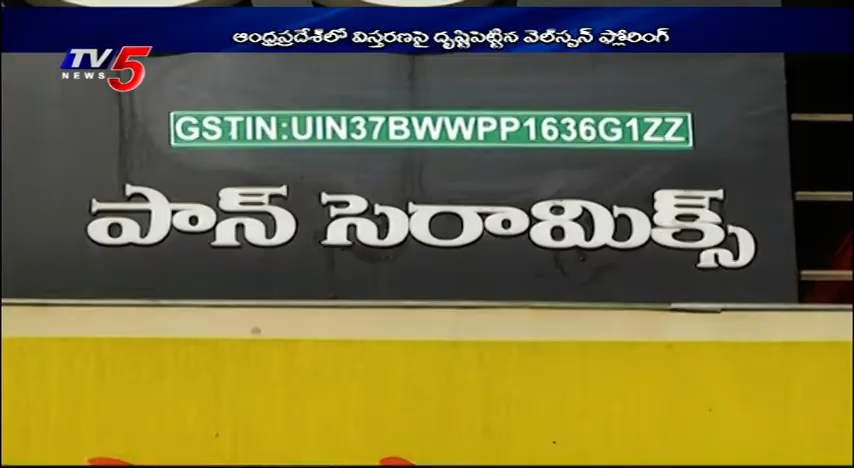 ఆంధ్రప్రదేశ్‌లో విస్తరణపై దృష్టిపెట్టిన వెల్‌స్పన్ ఫ్లోరింగ్
TV5
NEWS
GSTIN:UIN37BWWPP1636G1ZZ
పాన్ సెరామిక్స్